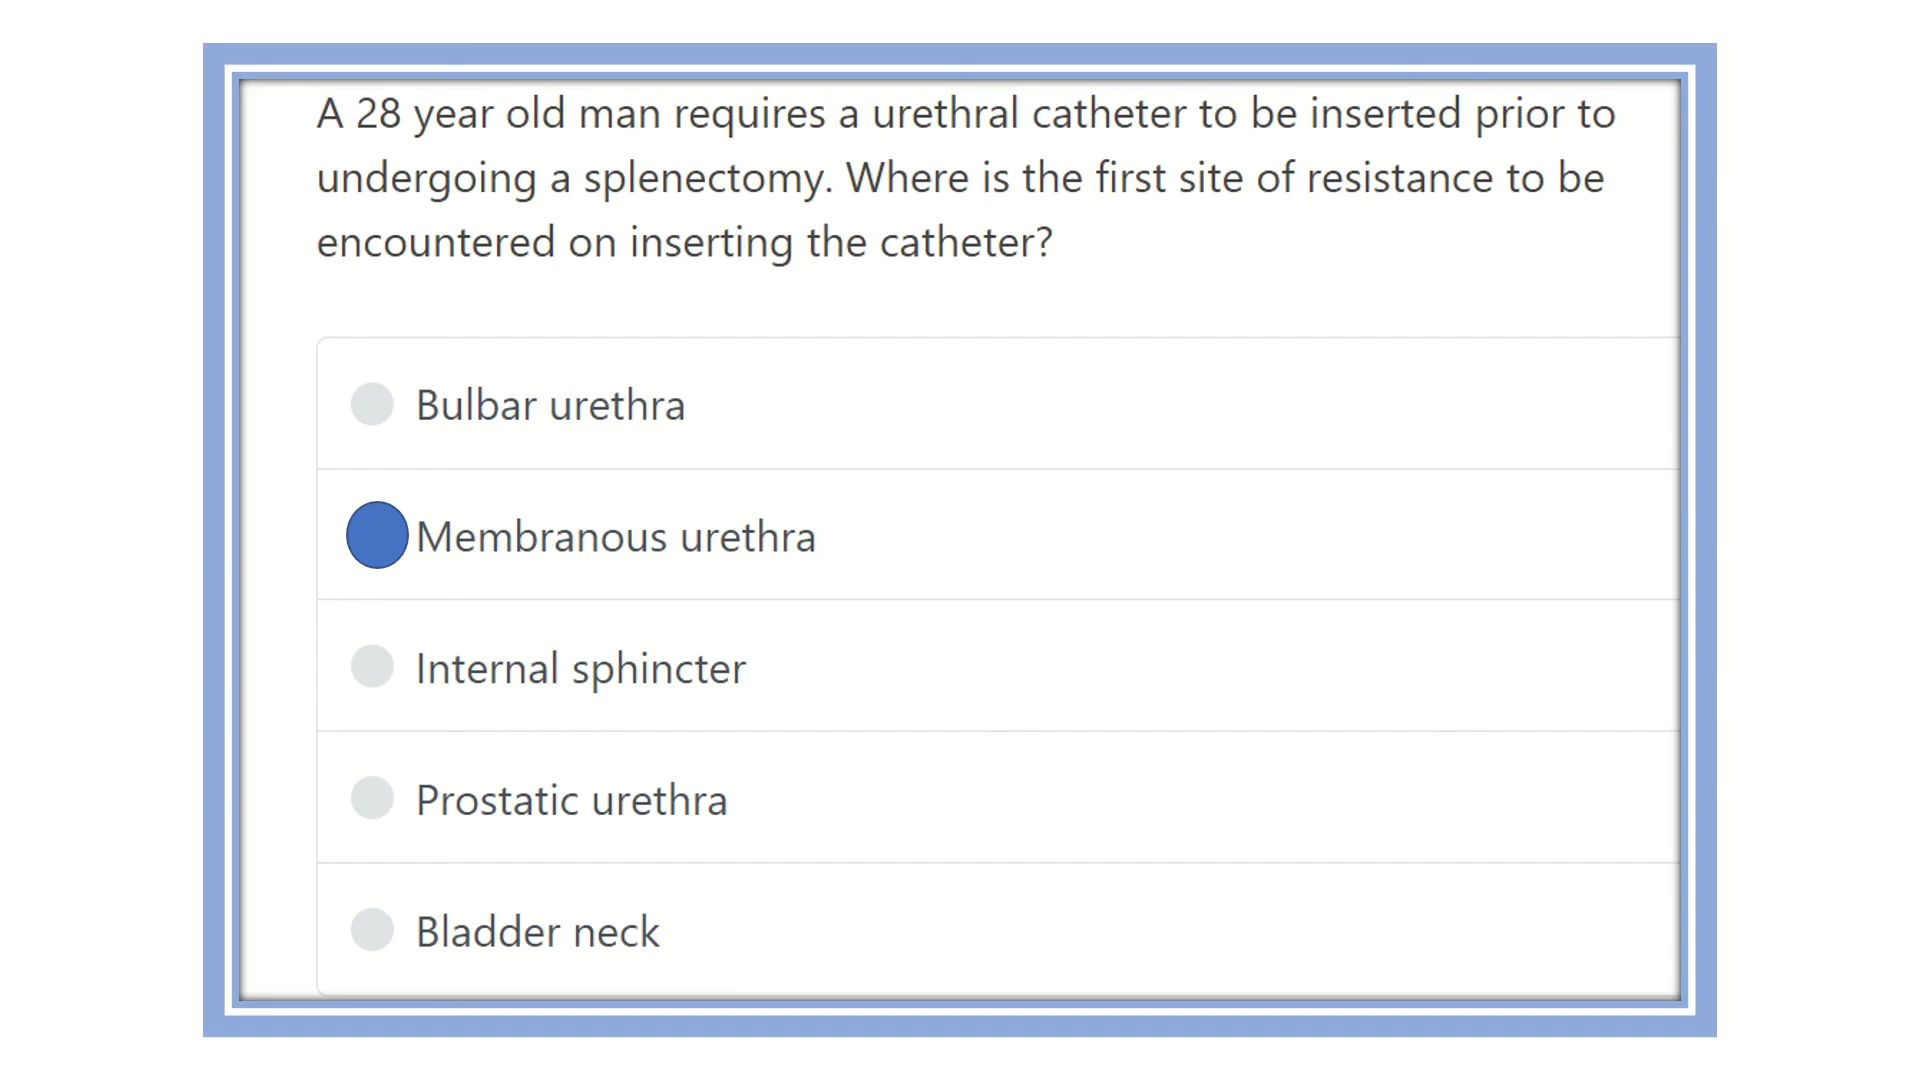 A 28 year old man requires a urethral catheter to be inserted prior to
undergoing a splenectomy. Where is the first site of resistance to be
encountered on inserting the catheter?
Bulbar urethra
Membranous urethra
Internal sphincter
Prostatic urethra
Bladder neck